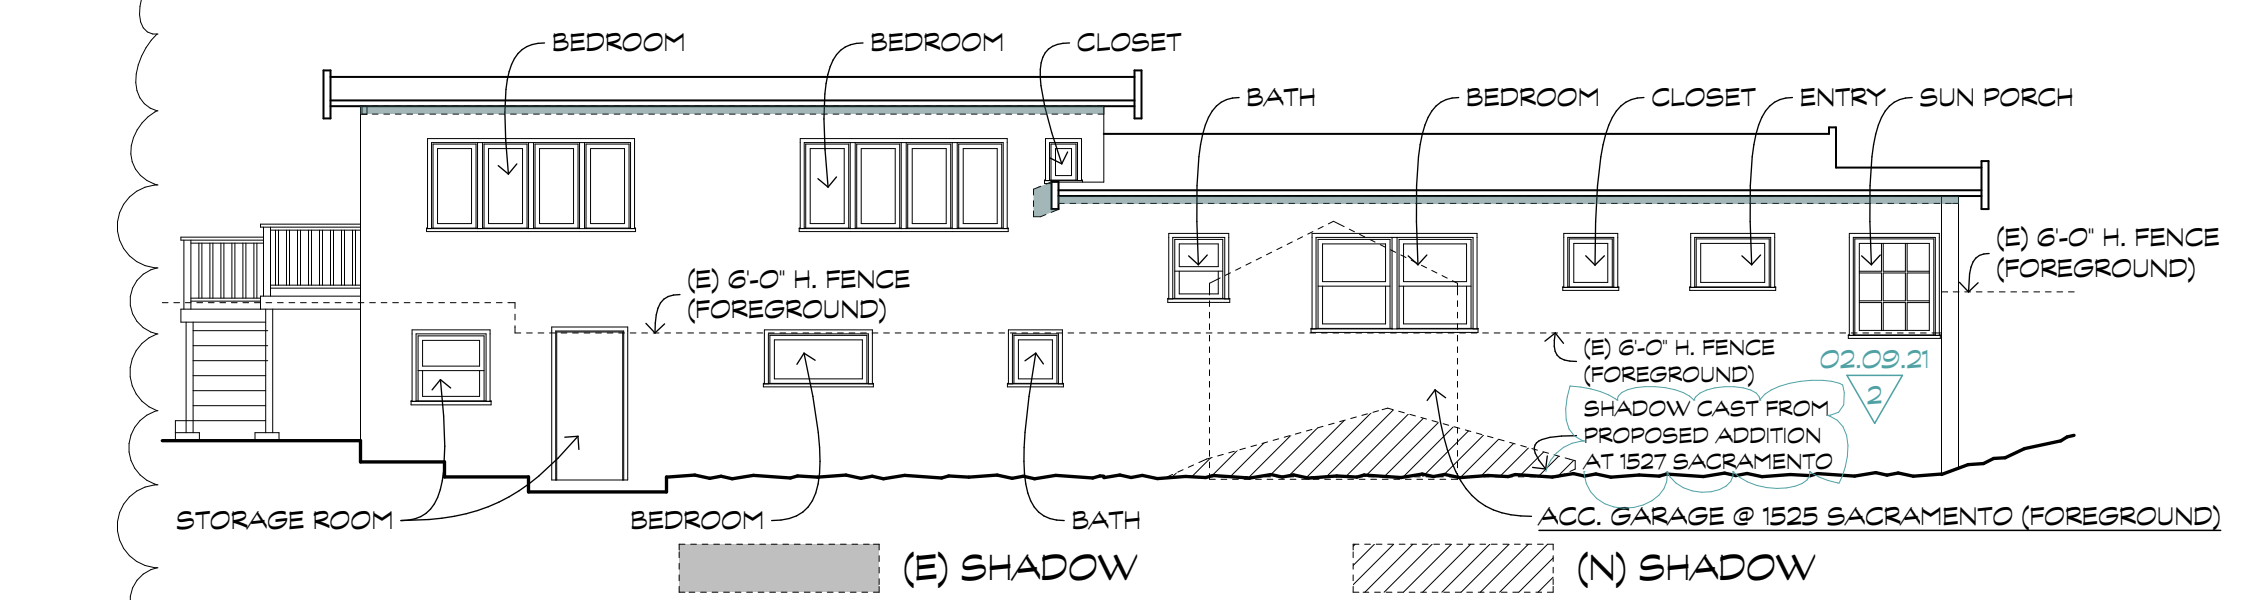 BEDROOM
BEDROOM
CLOSET
BATH
BEDROOM
CLOSET
ENTRY
SUN PORCH
(E) 6'-0" H. FENCE
(FOREGROUND)
(E) 6'-0" H. FENCE
(FOREGROUND)
(E) 6'-0" H. FENCE
(FOREGROUND)
02.09.21
2
SHADOW CAST FROM
PROPOSED ADDITION
AT 1527 SACRAMENTO
STORAGE ROOM
BEDROOM
BATH
ACC. GARAGE @ 1525 SACRAMENTO (FOREGROUND)
(E) SHADOW
(N) SHADOW